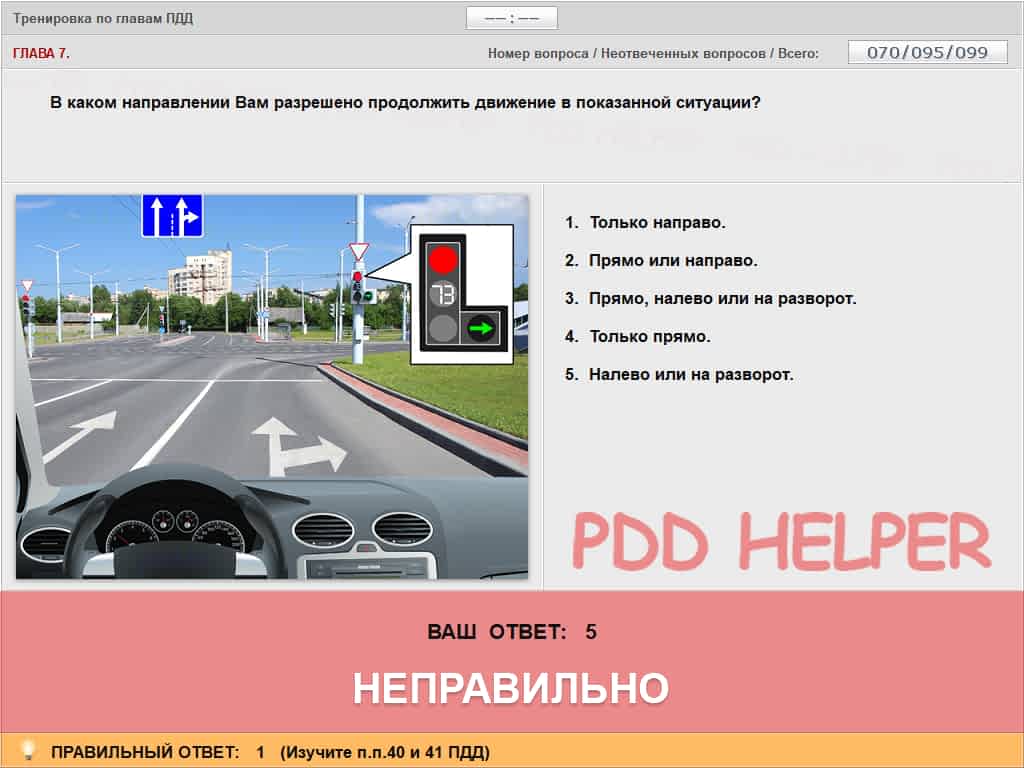 Тренировка по главам ПДД
—— : ——
ГЛАВА 7.
Номер вопроса / Неотвеченных вопросов / Всего: 070/095/099
В каком направлении Вам разрешено продолжить движение в показанной ситуации?
73
1. Только направо.
2. Прямо или направо.
3. Прямо, налево или на разворот.
4. Только прямо.
5. Налево или на разворот.
PDD HELPER
ВАШ ОТВЕТ: 5
НЕПРАВИЛЬНО
ПРАВИЛЬНЫЙ ОТВЕТ: 1 (Изучите п.п.40 и 41 ПДД)